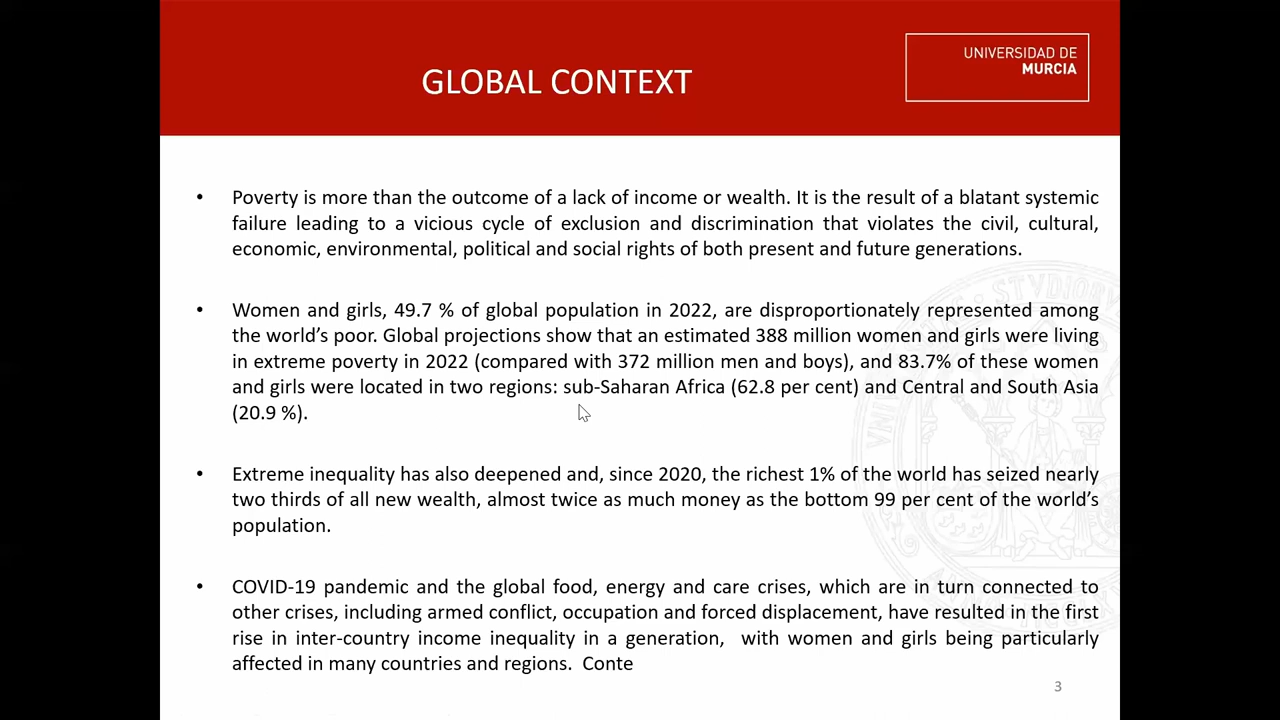 GLOBAL CONTEXT
UNIVERSIDAD DE
MURCIA
• Poverty is more than the outcome of a lack of income or wealth. It is the result of a blatant systemic
failure leading to a vicious cycle of exclusion and discrimination that violates the civil, cultural,
economic, environmental, political and social rights of both present and future generations.
• Women and girls, 49.7 % of global population in 2022, are disproportionately represented among
the world’s poor. Global projections show that an estimated 388 million women and girls were living
in extreme poverty in 2022 (compared with 372 million men and boys), and 83.7% of these women
and girls were located in two regions: sub-Saharan Africa (62.8 per cent) and Central and South Asia
(20.9 %).
• Extreme inequality has also deepened and, since 2020, the richest 1% of the world has seized nearly
two thirds of all new wealth, almost twice as much money as the bottom 99 per cent of the world’s
population.
• COVID-19 pandemic and the global food, energy and care crises, which are in turn connected to
other crises, including armed conflict, occupation and forced displacement, have resulted in the first
rise in inter-country income inequality in a generation, with women and girls being particularly
affected in many countries and regions. Conte
3